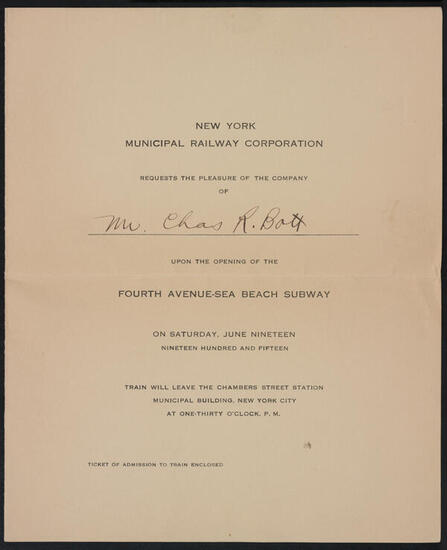 NEW YORK
MUNICIPAL RAILWAY CORPORATION
REQUESTS THE PLEASURE OF THE COMPANY
OF
Mr. Chas R. Bott
UPON THE OPENING OF THE
FOURTH AVENUE-SEA BEACH SUBWAY
ON SATURDAY, JUNE NINETEEN
NINETEEN HUNDRED AND FIFTEEN
TRAIN WILL LEAVE THE CHAMBERS STREET STATION
MUNICIPAL BUILDING, NEW YORK CITY
AT ONE-THIRTY O'CLOCK, P. M.
TICKET OF ADMISSION TO TRAIN ENCLOSED